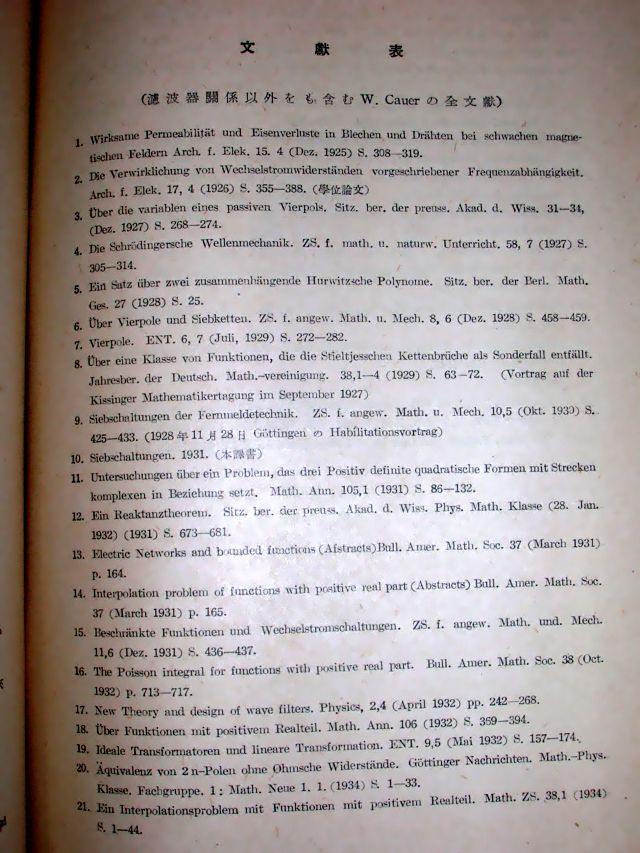 文獻表
(濾波器關係以外をも含む W. Cauer の全文獻)
1. Wirksame Permeabilität und Eisenverluste in Blechen und Drähten bei schwachen magne-
tischen Feldern Arch. f. Elek. 15. 4 (Dez. 1925) S. 308—319.
2. Die Verwirklichung von Wechselstromwiderständen vorgeschriebener Frequenzabhängigkeit.
Arch. f. Elek. 17, 4 (1926) S. 355—388. (學位論文)
3. Über die variablen eines passiven Vierpols. Sitz. ber. der preuss. Akad. d. Wiss. 31—34,
(Dez. 1927) S. 268—274.
4. Die Schrödingersche Wellenmechanik. ZS. f. math. u. naturw. Unterricht. 58, 7 (1927) S.
305—314.
5. Ein Satz über zwei zusammenhängende Hurwitzsche Polynome. Sitz. ber. der Berl. Math.
Ges. 27 (1928) S. 25.
6. Über Vierpole und Siebketten. ZS. f. angew. Math. u. Mech. 8, 6 (Dez. 1928) S. 458—459.
7. Vierpole. ENT. 6, 7 (Juli, 1929) S. 272—282.
8. Über eine Klasse von Funktionen, die die Stieltjesschen Kettenbrüche als Sonderfall entfällt.
Jahresber. der Deutsch. Math.-vereinigung. 38,1—4 (1929) S. 63—72. (Vortrag auf der
Kissinger Mathematikertagung im September 1927)
9. Siebschaltungen der Fernmeldetechnik. ZS. f. angew. Math. u. Mech. 10,5 (Okt. 1930) S.
425—433. (1928年11月28日 Göttingen の Habilitationsvortrag)
10. Siebschaltungen. 1931. (本譯書)
11. Untersuchungen über ein Problem, das drei Positiv definite quadratische Formen mit Strecken
komplexen in Beziehung setzt. Math. Ann. 105,1 (1931) S. 86—132.
12. Ein Reaktanztheorem. Sitz. ber. der preuss. Akad. d. Wiss. Phys. Math. Klasse (28. Jan.
1932) (1931) S. 673—681.
13. Electric Networks and bounded functions (Afstracts)Bull. Amer. Math. Soc. 37 (March 1931)
p. 164.
14. Interpolation problem of functions with positive real part (Abstracts) Bull. Amer. Math. Soc.
37 (March 1931) p. 165.
15. Beschränkte Funktionen und Wechselstromschaltungen. ZS. f. angew. Math. und. Mech.
11,6 (Dez. 1931) S. 436—437.
16. The Poisson integral for functions with positive real part. Bull. Amer. Math. Soc. 38 (Oct.
1932) p. 713—717.
17. New Theory and design of wave filters. Physics, 2,4 (April 1932) pp. 242—268.
18. Über Funktionen mit positivem Realteil. Math. Ann. 106 (1932) S. 369—394.
19. Ideale Transformatoren und lineare Transformation. ENT. 9,5 (Mai 1932) S. 157—174.
20. Äquivalenz von 2n-Polen ohne Ohmsche Widerstände. Göttinger Nachrichten. Math.-Phys.
Klasse. Fachgruppe. 1: Math. Neue 1. 1. (1934) S. 1—33.
21. Ein Interpolationsproblem mit Funktionen mit positivem Realteil. Math. ZS. 38,1 (1934)
S. 1—44.